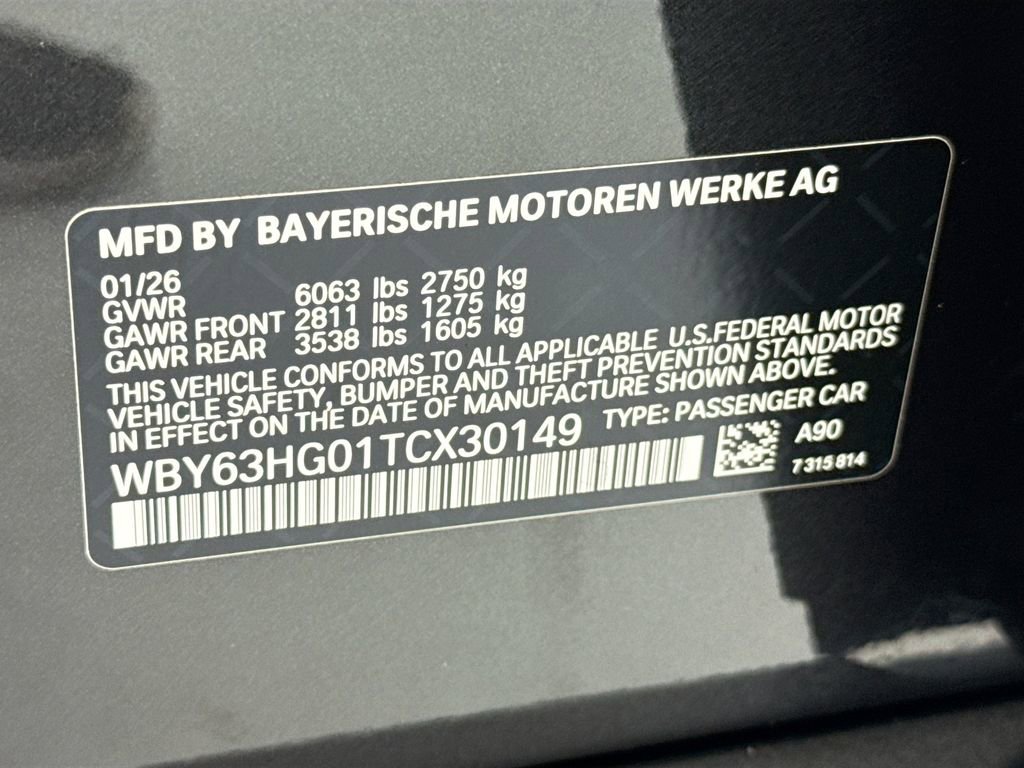 MFD BY BAYERISCHE MOTOREN WERKE AG
01/26
GVWR 6063 lbs 2750 kg
GAWR FRONT 2811 lbs 1275 kg
GAWR REAR 3538 lbs 1605 kg
THIS VEHICLE CONFORMS TO ALL APPLICABLE U.S.FEDERAL MOTOR
VEHICLE SAFETY, BUMPER AND THEFT PREVENTION STANDARDS
IN EFFECT ON THE DATE OF MANUFACTURE SHOWN ABOVE.
WBY63HG01TCX30149 TYPE: PASSENGER CAR
A90
7 315 814